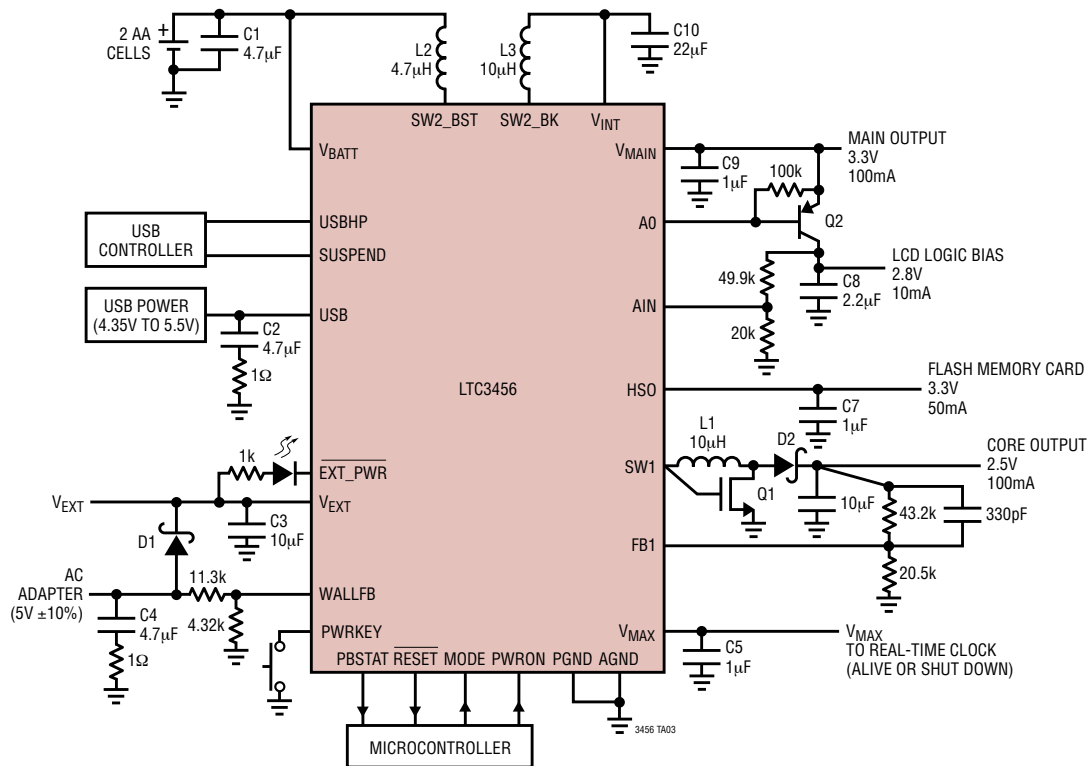 2 AA
CELLS
+
C1
4.7µF
L2
4.7µH
L3
10µH
C10
22µF
SW2_BST
SW2_BK
VINT
VBATT
VMAIN
MAIN OUTPUT
3.3V
100mA
C9
1µF
100k
USB
CONTROLLER
USBHP
SUSPEND
A0
Q2
LCD LOGIC BIAS
2.8V
10mA
49.9k
C8
2.2µF
USB POWER
(4.35V TO 5.5V)
USB
AIN
C2
4.7µF
1Ω
20k
LTC3456
HSO
FLASH MEMORY CARD
3.3V
50mA
C7
1µF
L1
10µH
D2
1k
EXT_PWR
SW1
CORE OUTPUT
2.5V
100mA
Q1
10µF
43.2k
330pF
VEXT
VEXT
C3
10µF
D1
FB1
20.5k
AC
ADAPTER
(5V ±10%)
11.3k
WALLFB
C4
4.7µF
1Ω
4.32k
PWRKEY
VMAX
VMAX
TO REAL-TIME CLOCK
(ALIVE OR SHUT DOWN)
C5
1µF
PBSTAT RESET MODE PWRON PGND AGND
3456 TA03
MICROCONTROLLER